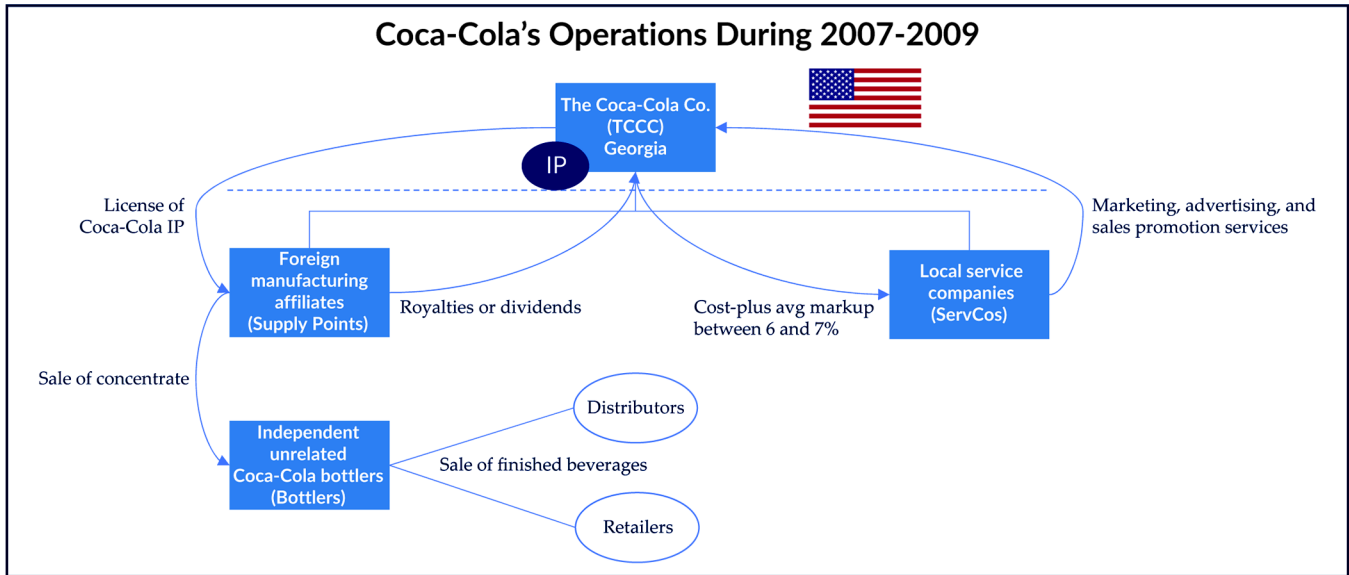 Coca-Cola's Operations During 2007-2009
The Coca-Cola Co.
(TCCC)
Georgia
IP
License of
Coca-Cola IP
Marketing, advertising, and
sales promotion services
Foreign
manufacturing
affiliates
(Supply Points)
Royalties or dividends
Cost-plus avg markup
between 6 and 7%
Local service
companies
(ServCos)
Sale of concentrate
Independent
unrelated
Coca-Cola bottlers
(Bottlers)
Distributors
Sale of finished beverages
Retailers